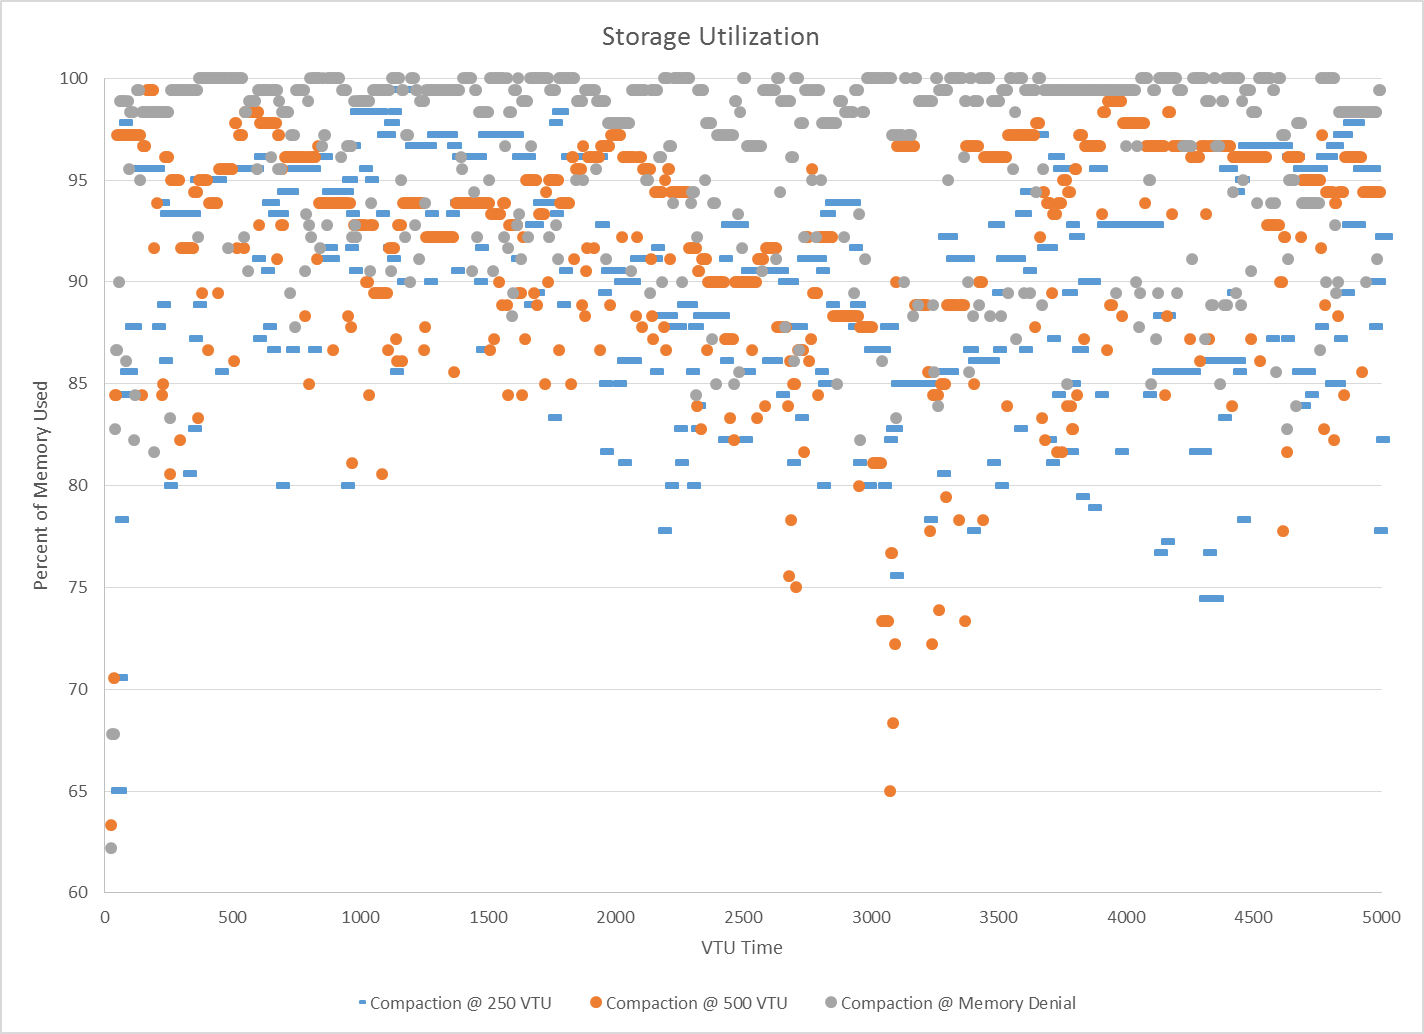 Storage Utilization
100
95
90
85
80
75
70
65
60
Percent of Memory Used
0 500 1000 1500 2000 2500 3000 3500 4000 4500 5000
VTU Time
Compaction @ 250 VTU Compaction @ 500 VTU Compaction @ Memory Denial